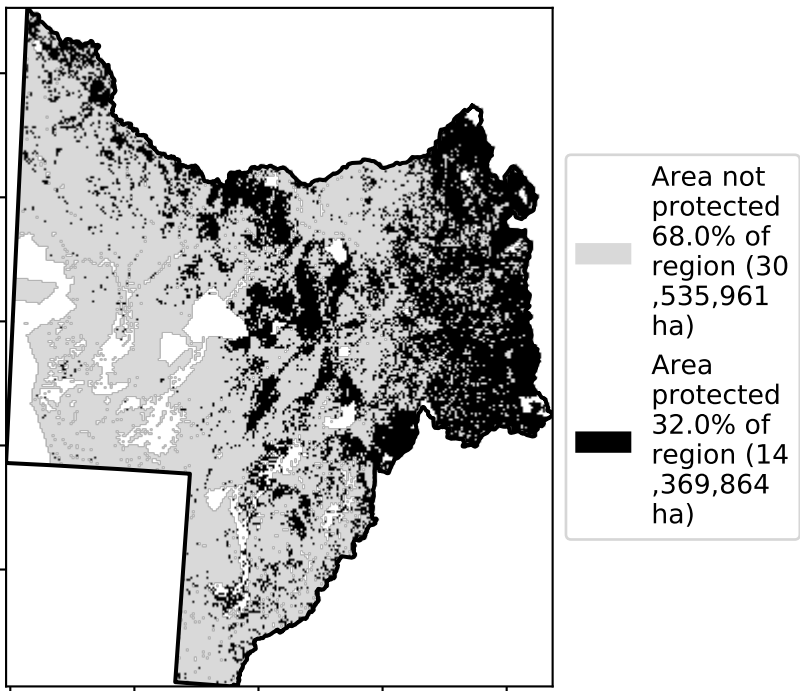 Area not
protected
68.0% of
region (30
,535,961
ha)
Area
protected
32.0% of
region (14
,369,864
ha)